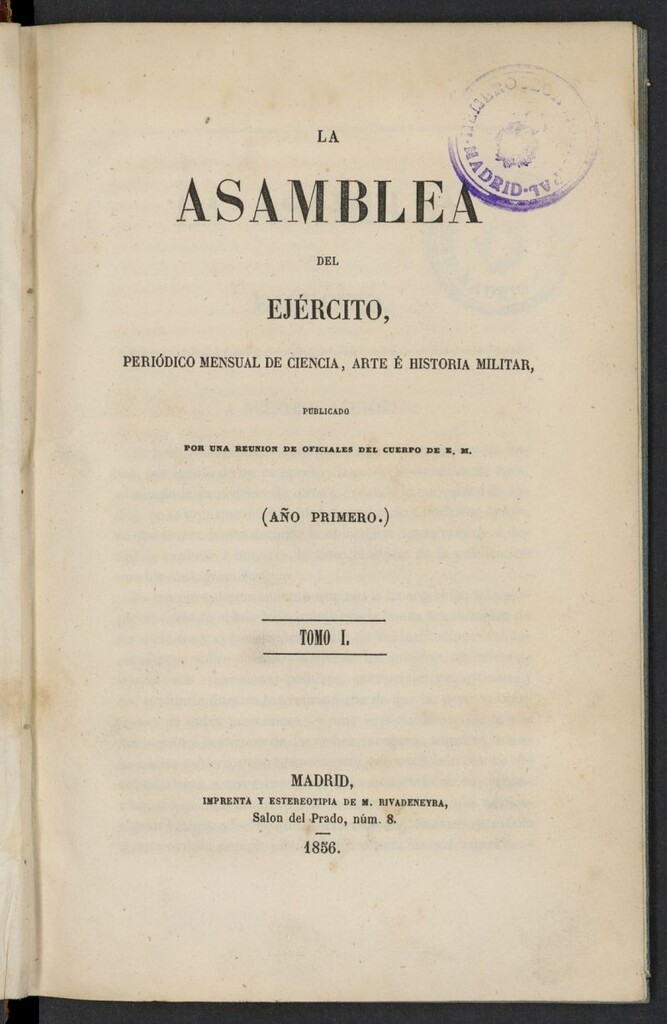 LA
ASAMBLEA
DEL
EJÉRCITO,
PERIÓDICO MENSUAL DE CIENCIA, ARTE É HISTORIA MILITAR,
PUBLICADO
POR UNA REUNION DE OFICIALES DEL CUERPO DE E. M.
(AÑO PRIMERO.)
TOMO I.
MADRID,
IMPRENTA Y ESTEREOTIPIA DE M. RIVADENEYRA,
Salon del Prado, núm. 8.
1856.
MADRID